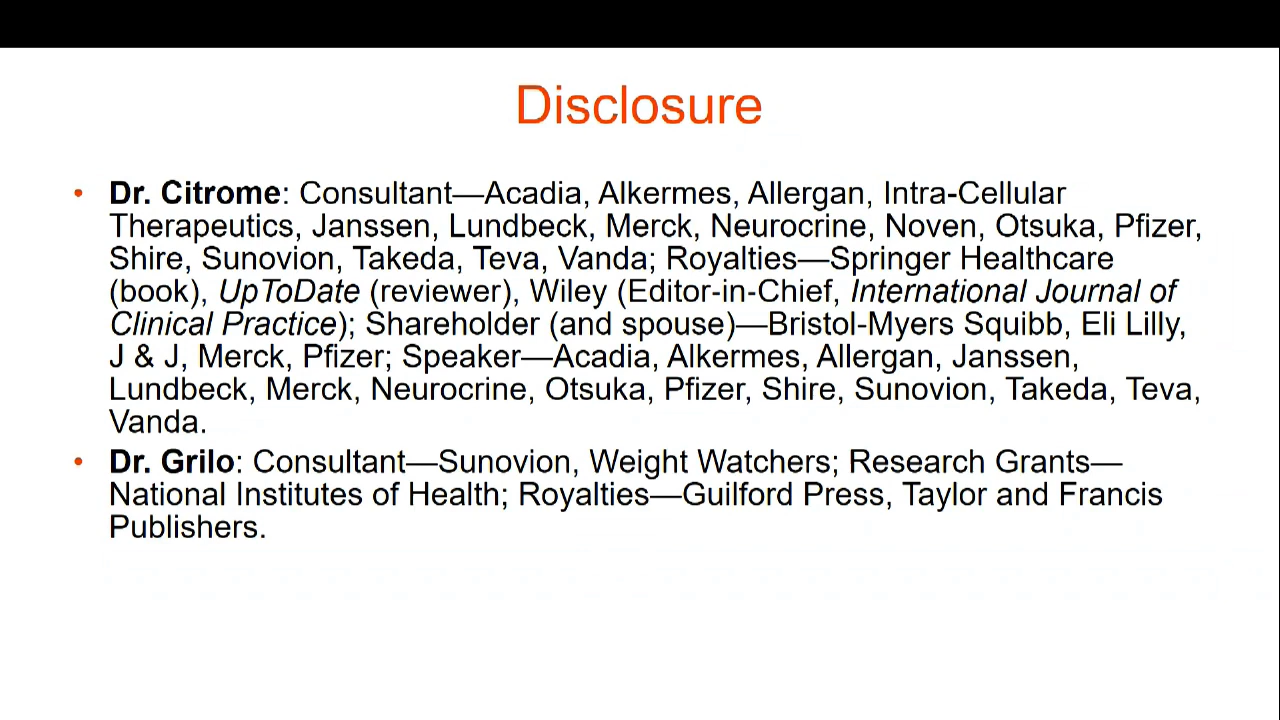 Disclosure
• Dr. Citrome: Consultant—Acadia, Alkermes, Allergan, Intra-Cellular
Therapeutics, Janssen, Lundbeck, Merck, Neurocrine, Noven, Otsuka, Pfizer,
Shire, Sunovion, Takeda, Teva, Vanda; Royalties—Springer Healthcare
(book), UpToDate (reviewer), Wiley (Editor-in-Chief, International Journal of
Clinical Practice); Shareholder (and spouse)—Bristol-Myers Squibb, Eli Lilly,
J & J, Merck, Pfizer; Speaker—Acadia, Alkermes, Allergan, Janssen,
Lundbeck, Merck, Neurocrine, Otsuka, Pfizer, Shire, Sunovion, Takeda, Teva,
Vanda.
• Dr. Grilo: Consultant—Sunovion, Weight Watchers; Research Grants—
National Institutes of Health; Royalties—Guilford Press, Taylor and Francis
Publishers.